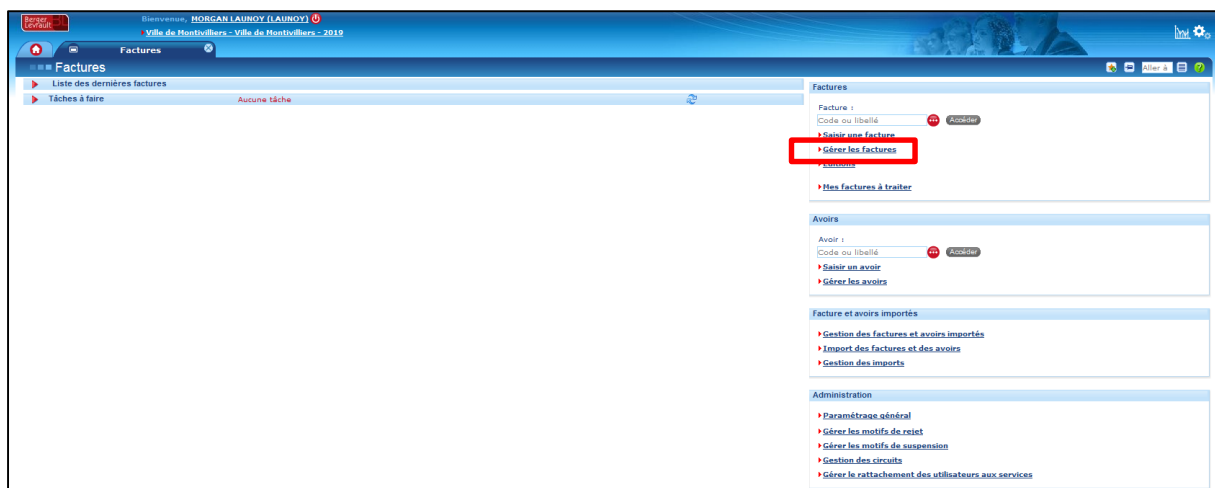 Berger Levrault
Bienvenue, MORGAN LAUNOY (LAUNOY)
Ville de Montivilliers - Ville de Montivilliers - 2019
Factures
Factures
Aller à
Liste des dernières factures
Tâches à faire Aucune tâche
Factures
Facture :
Code ou libellé Accéder
Saisir une facture
Gérer les factures
Editions
Mes factures à traiter
Avoirs
Avoir :
Code ou libellé Accéder
Saisir un avoir
Gérer les avoirs
Facture et avoirs importés
Gestion des factures et avoirs importés
Import des factures et des avoirs
Gestion des imports
Administration
Paramétrage général
Gérer les motifs de rejet
Gérer les motifs de suspension
Gestion des circuits
Gérer le rattachement des utilisateurs aux services